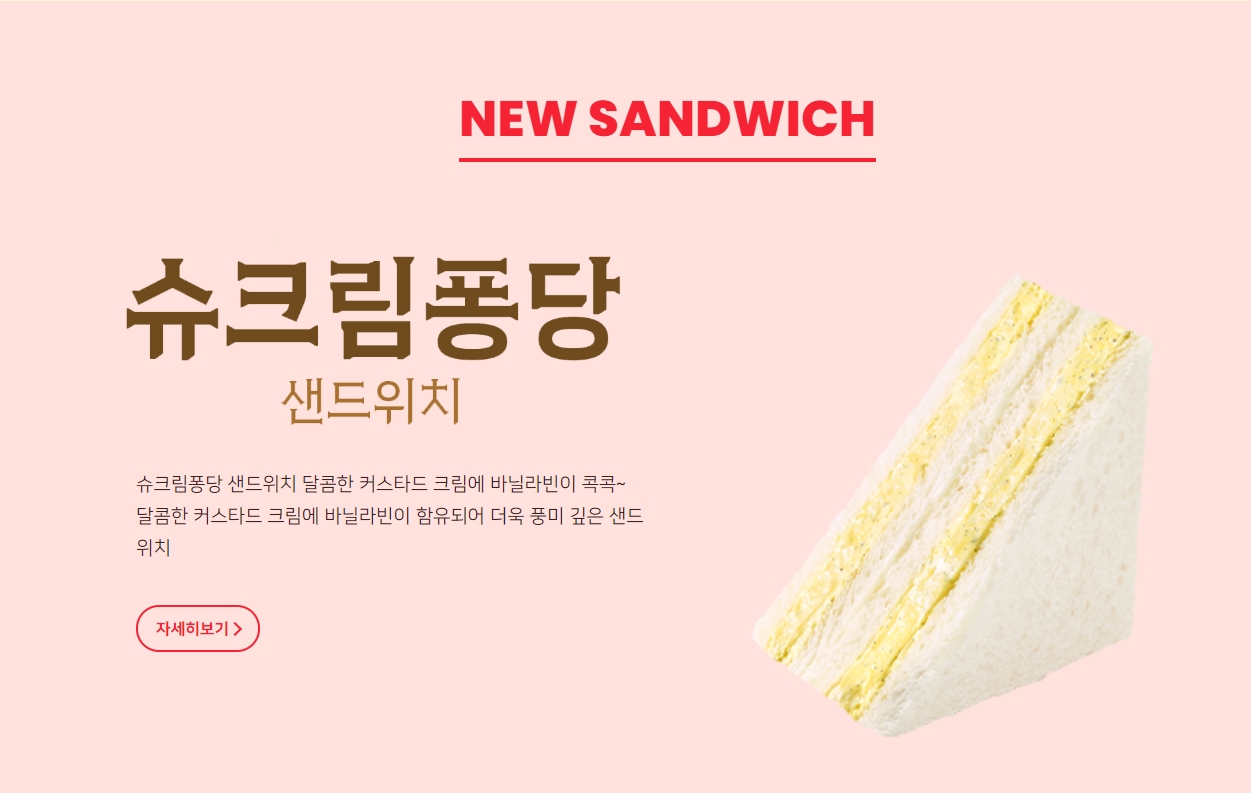 NEW SANDWICH
슈크림퐁당
샌드위치
슈크림퐁당 샌드위치 달콤한 커스타드 크림에 바닐라빈이 콕콕~
달콤한 커스타드 크림에 바닐라빈이 함유되어 더욱 풍미 깊은 샌드
위치
자세히보기 >